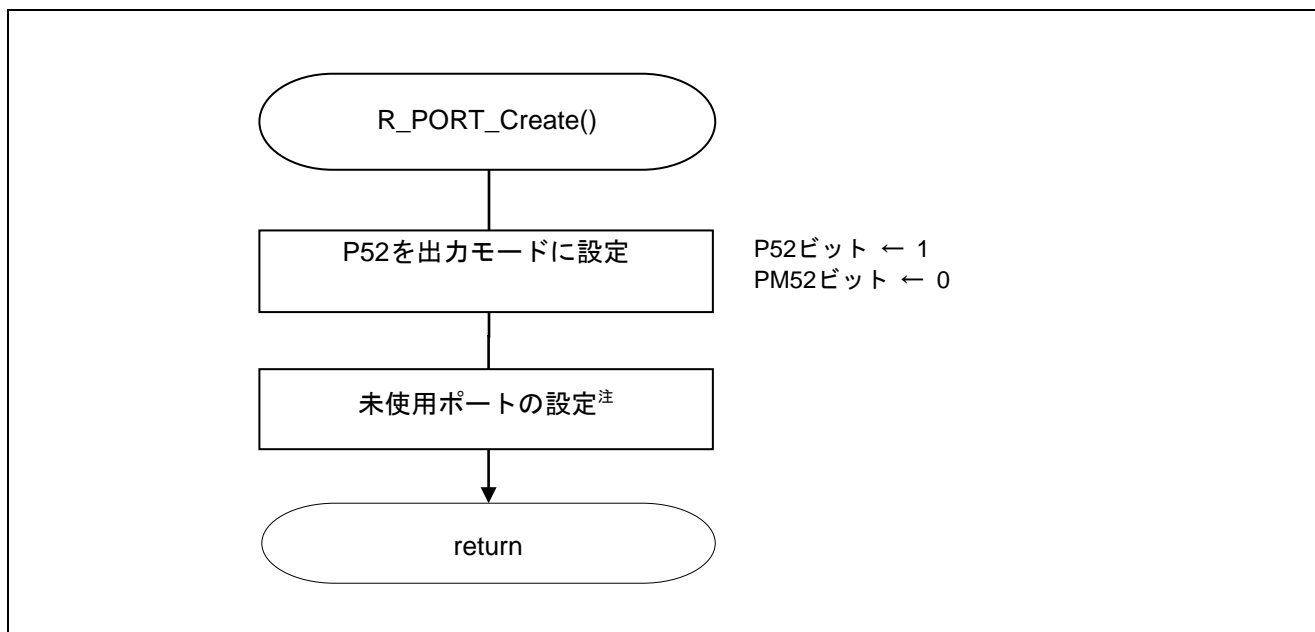 R_PORT_Create()
P52を出力モードに設定
P52ビット ← 1
PM52ビット ← 0
未使用ポートの設定注
return